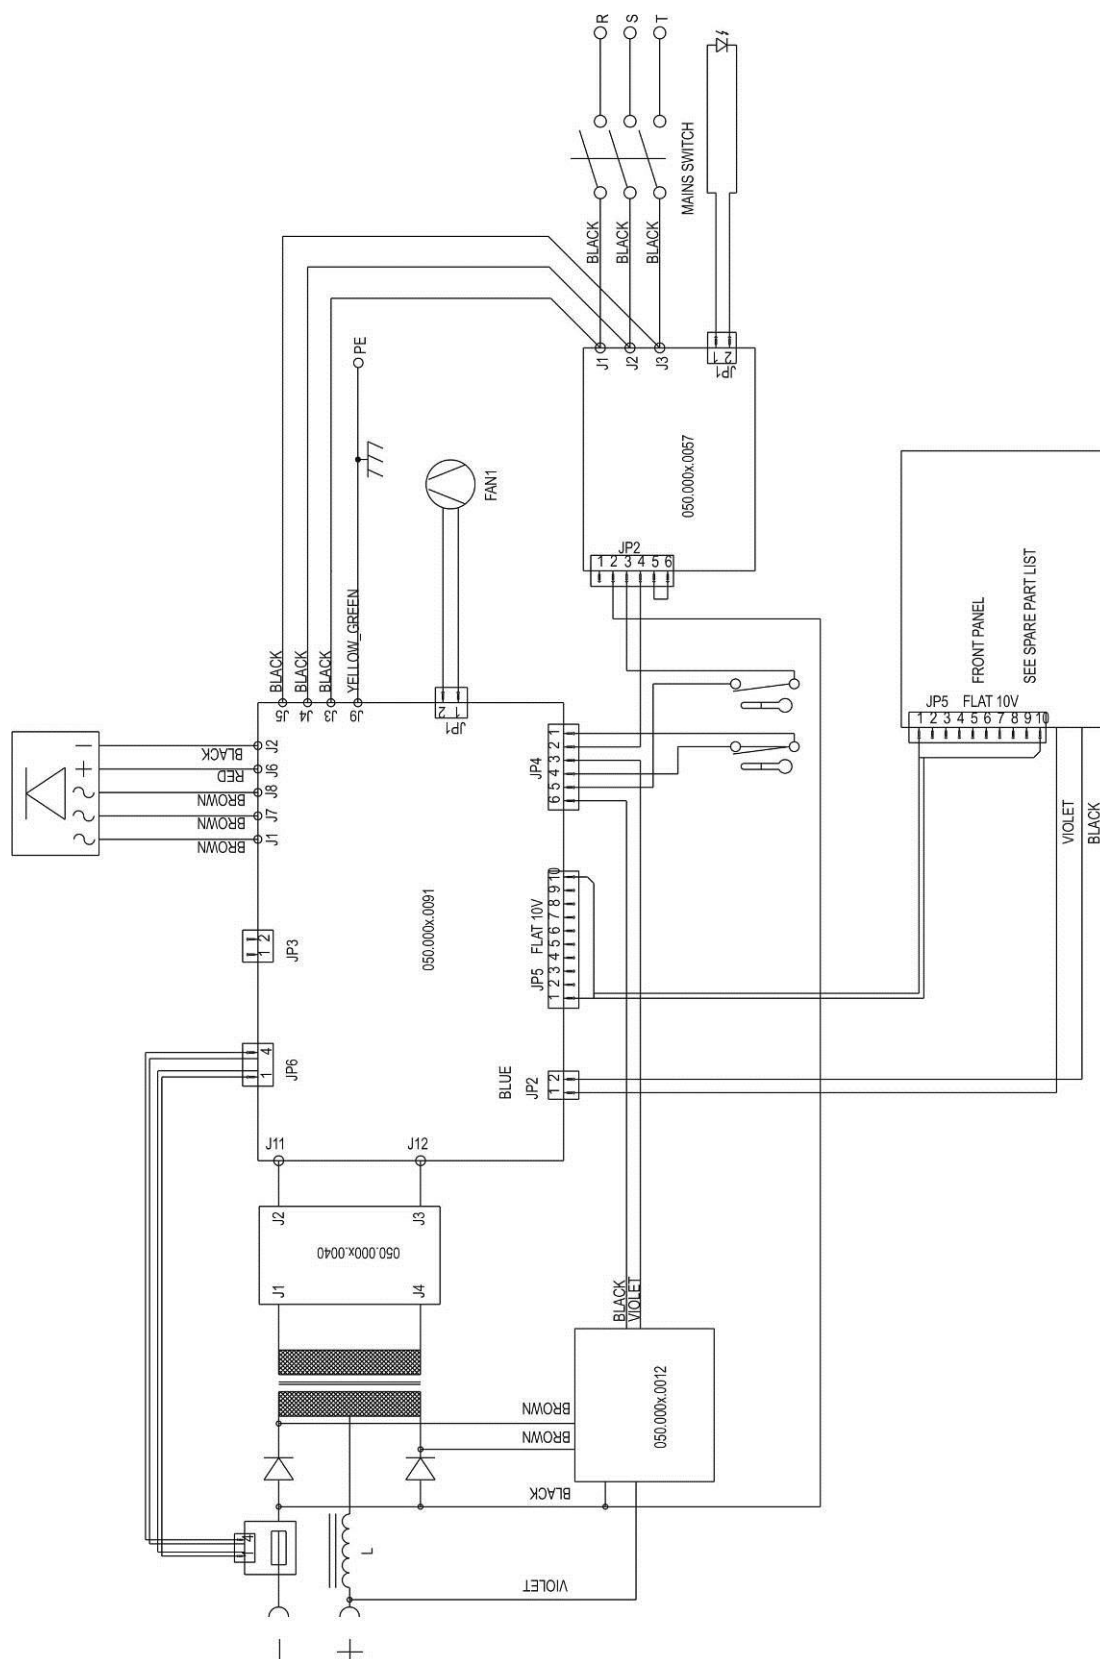 R
S
T
MAINS SWITCH
BLACK
BLACK
BLACK
J1
J2
J3
2 1
JP1
050.000x.0057
JP2
1 2 3 4 5 6
PE
FAN1
BLACK
BLACK
BLACK
YELLOW_GREEN
J5
J4
J3
J9
2 1
JP1
− + ~ ~ ~
BLACK
RED
BROWN
BROWN
BROWN
J2
J6
J8
J7
J1
JP3
1 2
JP6
1 4
050.000x.0091
JP4
6 5 4 3 2 1
JP5 FLAT 10V
1 2 3 4 5 6 7 8 9 10
BLUE
JP2
1 2
J11
J12
FRONT PANEL
SEE SPARE PART LIST
JP5 FLAT 10V
1 2 3 4 5 6 7 8 9 10
VIOLET
BLACK
J2
J3
050.000x.0040
J1
J4
BLACK
VIOLET
050.000x.0012
BROWN
BROWN
BLACK
VIOLET
1 4
L
−
+